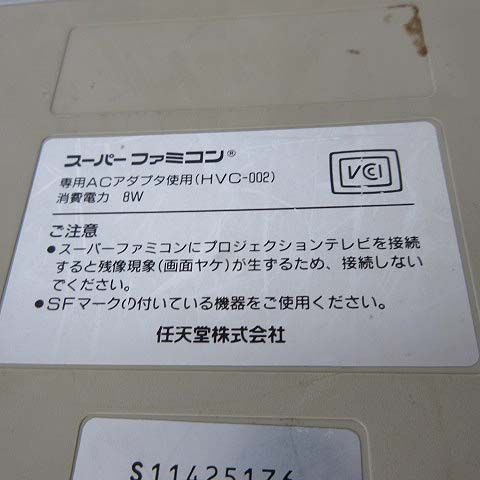 スーパーファミコン®
専用ACアダプタ使用(HVC-002)
消費電力 8W
VCI
ご注意
●スーパーファミコンにプロジェクションテレビを接続
すると残像現象(画面ヤケ)が生ずるため、接続しない
でください。
●SFマークの付いている機器をご使用ください。
任天堂株式会社
S11425176